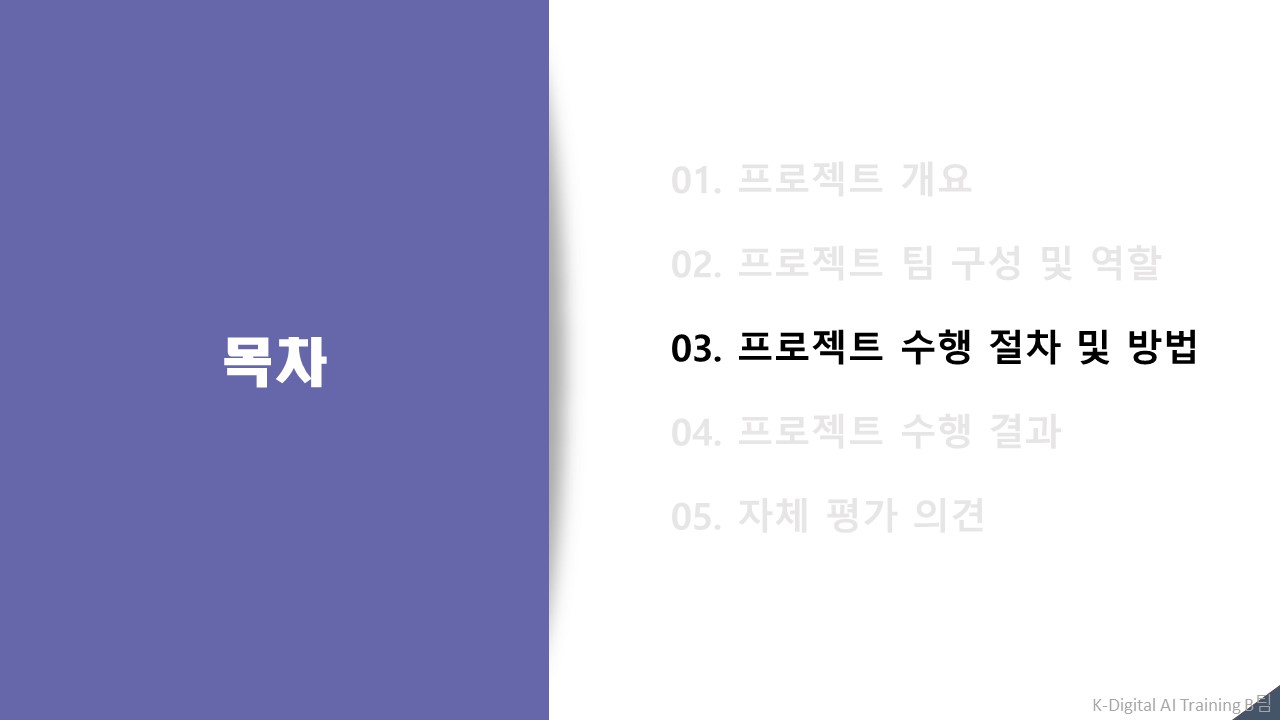 목차
01. 프로젝트 개요
02. 프로젝트 팀 구성 및 역할
03. 프로젝트 수행 절차 및 방법
04. 프로젝트 수행 결과
05. 자체 평가 의견
K-Digital AI Training B팀